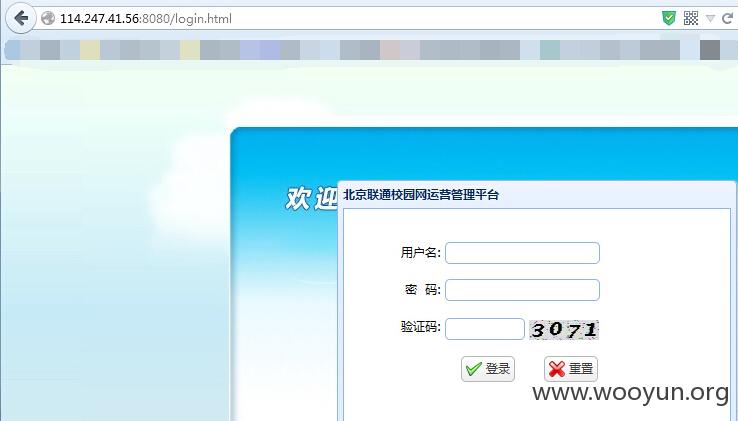 114.247.41.56:8080/login.html
欢迎
北京联通校园网运营管理平台
用户名:
密 码:
验证码: 3071
登录 重置
www.wooyun.org